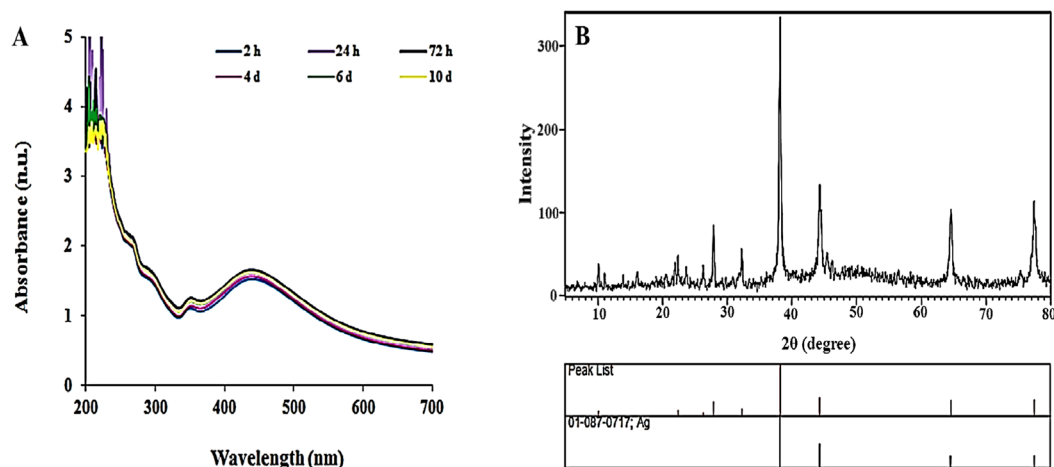 A
5
4
3
2
1
0
Absorbance (n.u.)
2 h 24 h 72 h
4 d 6 d 10 d
200 300 400 500 600 700
Wavelength (nm)
B
300
200
100
0
Intensity
10 20 30 40 50 60 70 80
2θ (degree)
Peak List
01-087-0717; Ag